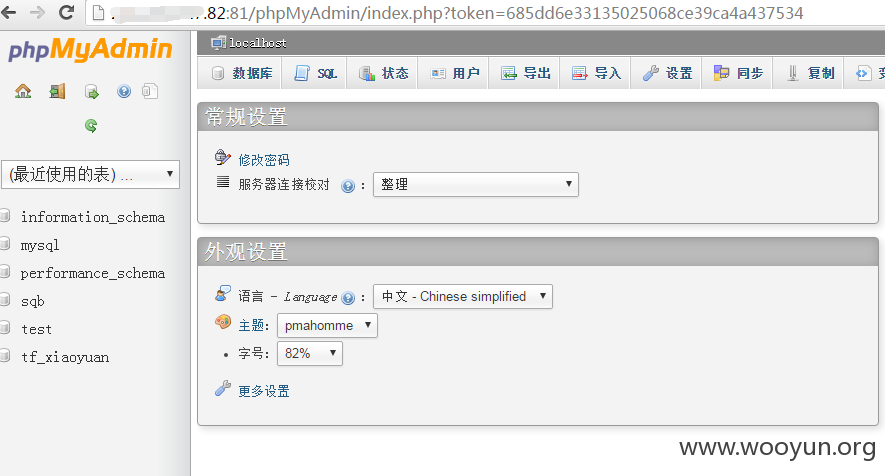 .82:81/phpMyAdmin/index.php?token=685dd6e33135025068ce39ca4a437534
phpMyAdmin
localhost
数据库 SQL 状态 用户 导出 导入 设置 同步 复制
(最近使用的表) ...
information_schema
mysql
performance_schema
sqb
test
tf_xiaoyuan
常规设置
修改密码
服务器连接校对 : 整理
外观设置
语言 - Language : 中文 - Chinese simplified
主题: pmahomme
• 字号: 82%
更多设置
www.wooyun.org